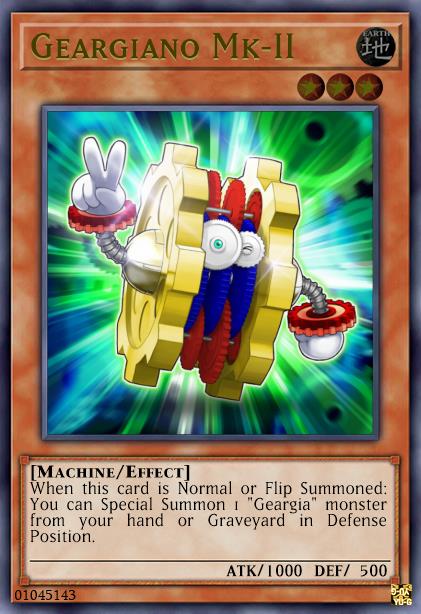 Geargiano Mk-II
EARTH
地
[Machine/Effect]
When this card is Normal or Flip Summoned:
You can Special Summon 1 "Geargia" monster
from your hand or Graveyard in Defense
Position.
ATK/1000 DEF/ 500
01045143